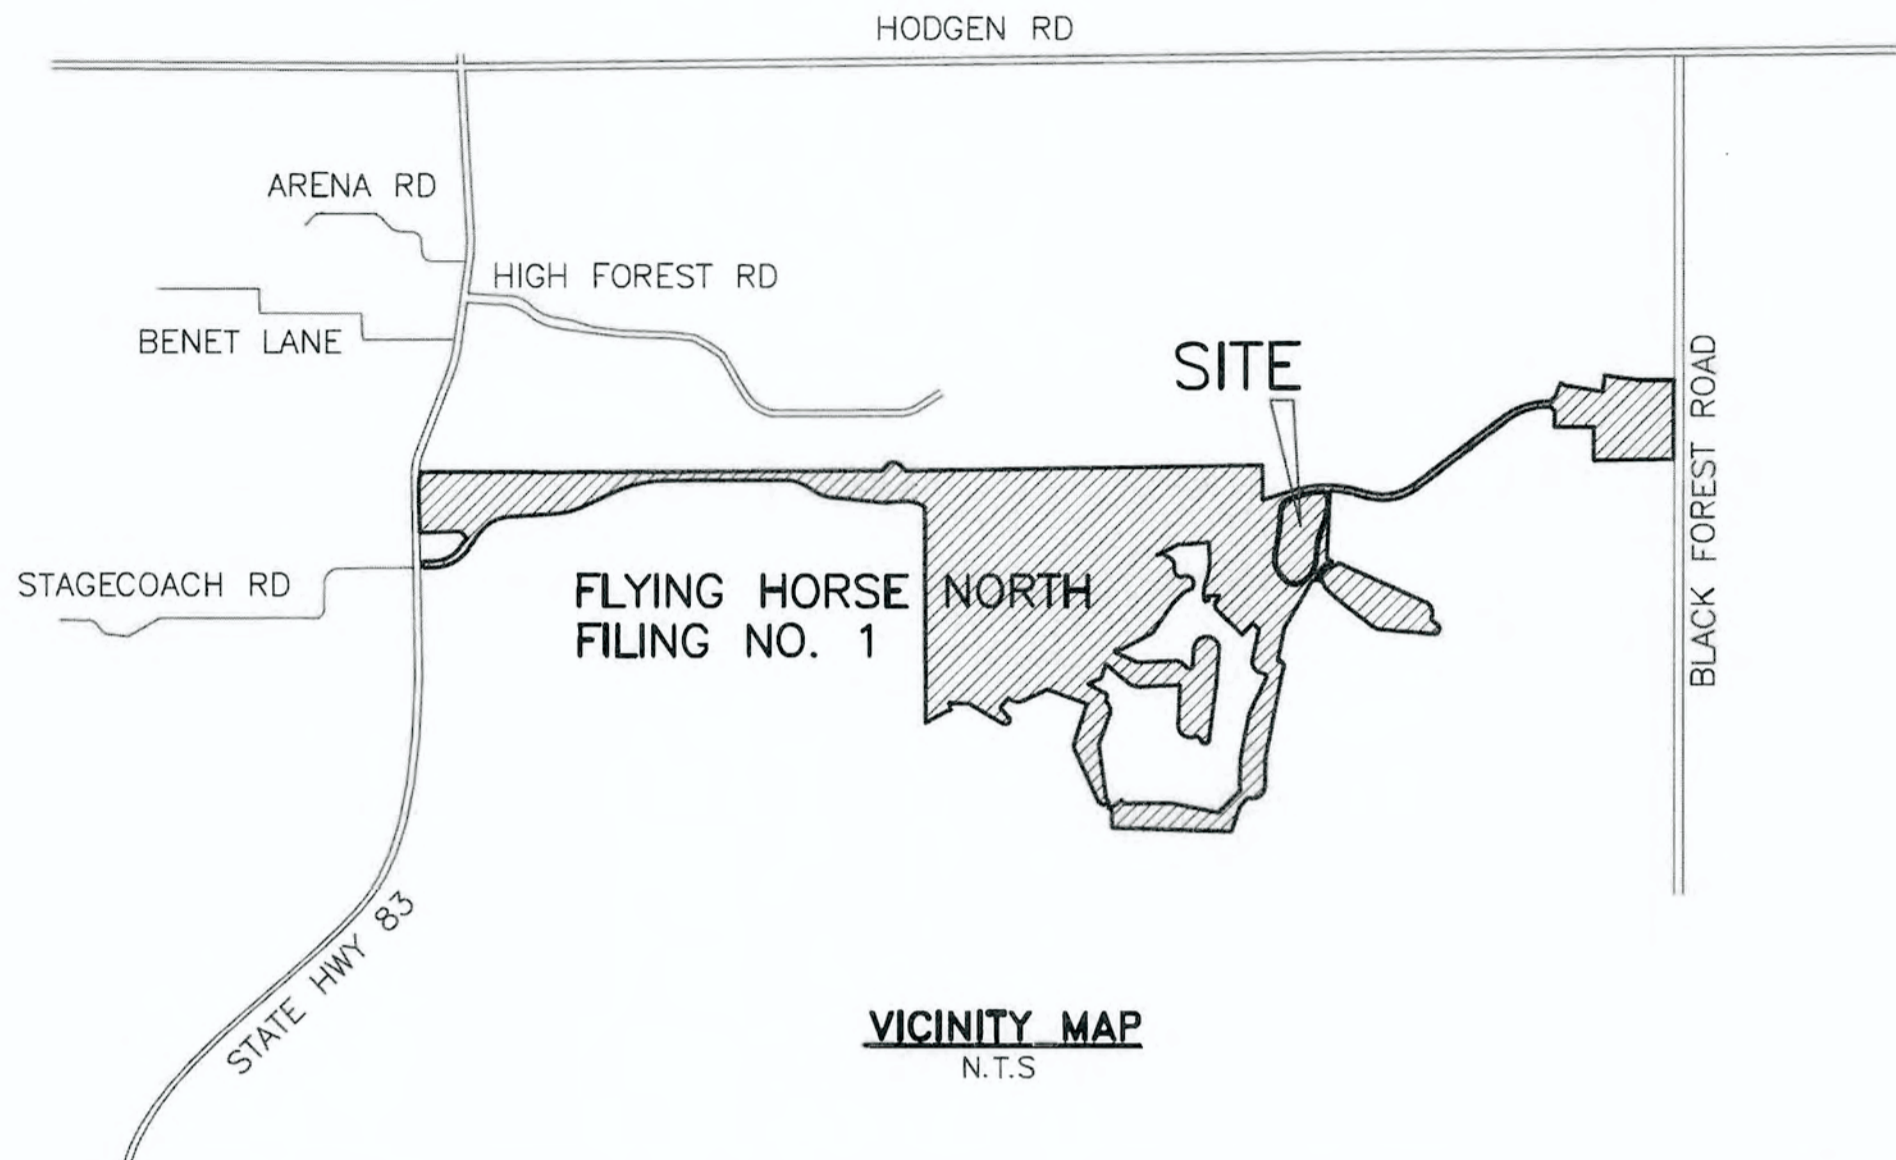 HODGEN RD
ARENA RD
HIGH FOREST RD
BENET LANE
SITE
BLACK FOREST ROAD
STAGECOACH RD
FLYING HORSE NORTH
FILING NO. 1
STATE HWY 83
VICINITY MAP
N.T.S